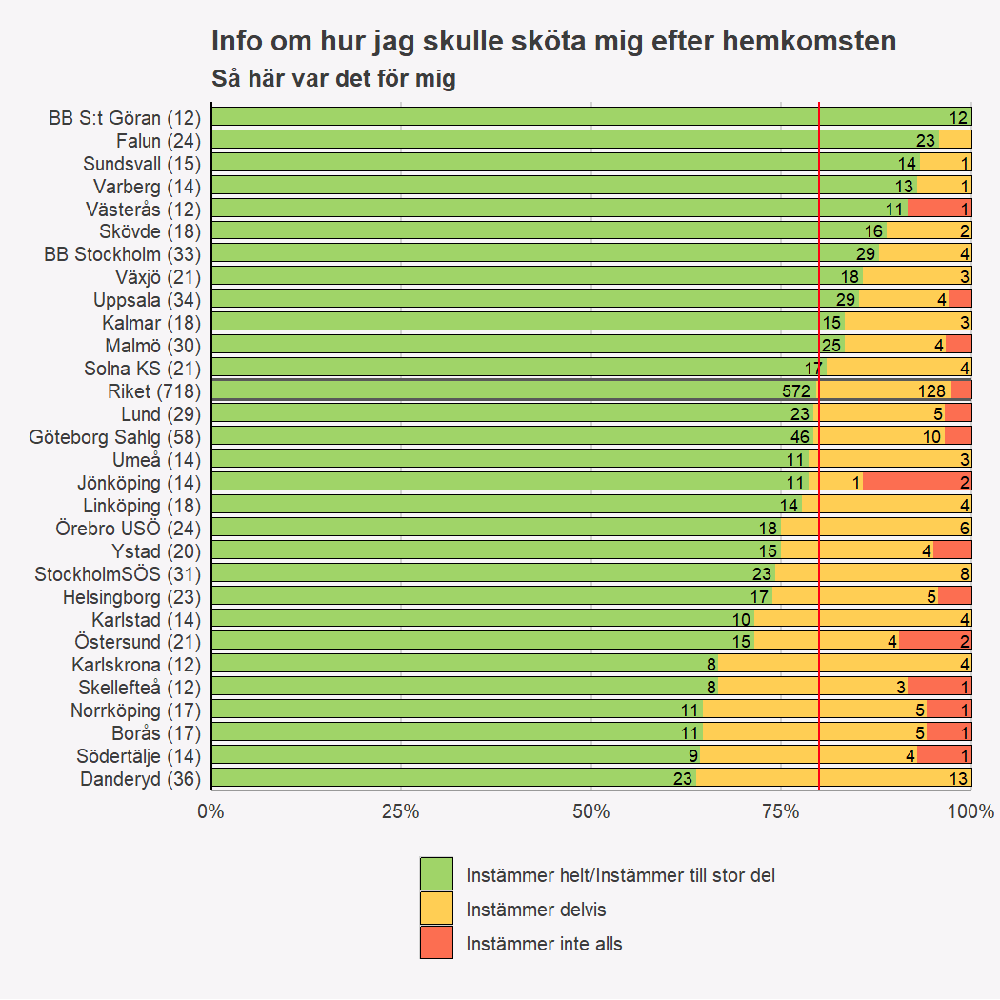 Info om hur jag skulle sköta mig efter hemkomsten
Så här var det för mig
BB S:t Göran (12) 12
Falun (24) 23
Sundsvall (15) 14 1
Varberg (14) 13 1
Västerås (12) 11 1
Skövde (18) 16 2
BB Stockholm (33) 29 4
Växjö (21) 18 3
Uppsala (34) 29 4
Kalmar (18) 15 3
Malmö (30) 25 4
Solna KS (21) 17 4
Riket (718) 572 128
Lund (29) 23 5
Göteborg Sahlg (58) 46 10
Umeå (14) 11 3
Jönköping (14) 11 1 2
Linköping (18) 14 4
Örebro USÖ (24) 18 6
Ystad (20) 15 4
StockholmSÖS (31) 23 8
Helsingborg (23) 17 5
Karlstad (14) 10 4
Östersund (21) 15 4 2
Karlskrona (12) 8 4
Skellefteå (12) 8 3 1
Norrköping (17) 11 5 1
Borås (17) 11 5 1
Södertälje (14) 9 4 1
Danderyd (36) 23 13
0% 25% 50% 75% 100%
Instämmer helt/Instämmer till stor del
Instämmer delvis
Instämmer inte alls